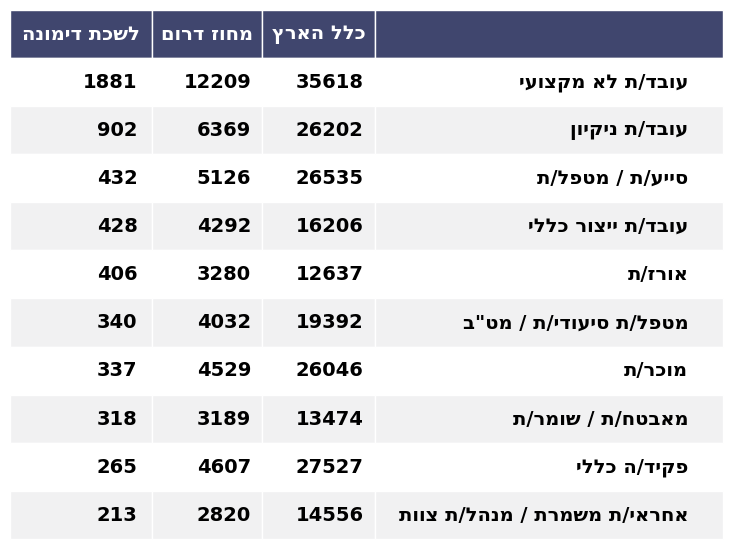 כלל הארץ מחוז דרום לשכת דימונה
עובד/ת לא מקצועי 35618 12209 1881
עובד/ת ניקיון 26202 6369 902
סייע/ת / מטפל/ת 26535 5126 432
עובד/ת ייצור כללי 16206 4292 428
אורז/ת 12637 3280 406
מטפל/ת סיעודי/ת / מט"ב 19392 4032 340
מוכר/ת 26046 4529 337
מאבטח/ת / שומר/ת 13474 3189 318
פקיד/ה כללי 27527 4607 265
אחראי/ת משמרת / מנהל/ת צוות 14556 2820 213